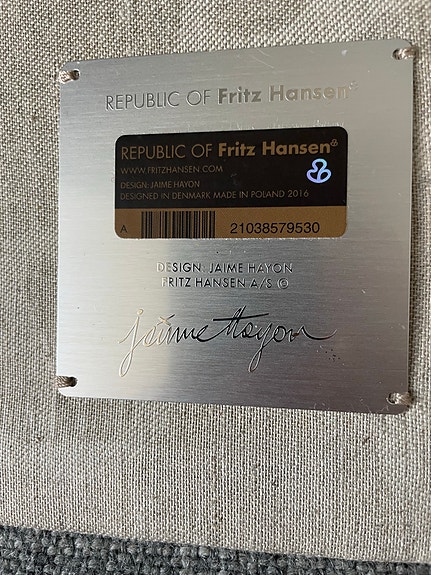 REPUBLIC OF Fritz Hansen®
REPUBLIC OF Fritz Hansen®
WWW.FRITZHANSEN.COM
DESIGN: JAIME HAYON
DESIGNED IN DENMARK MADE IN POLAND 2016
A 21038579530
DESIGN: JAIME HAYON
FRITZ HANSEN A/S ©
jaime Hayon